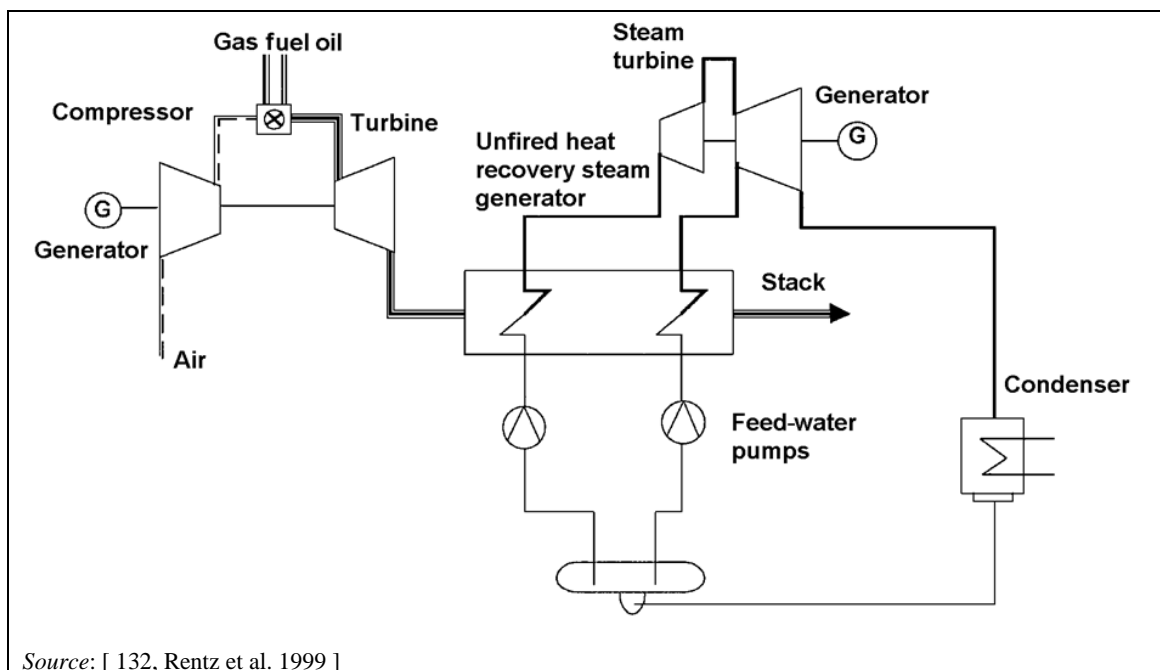 Gas fuel oil
Compressor
Turbine
G
Generator
Air
Unfired heat
recovery steam
generator
Steam
turbine
Generator
G
Stack
Condenser
Feed-water
pumps
Source: [ 132, Rentz et al. 1999 ]